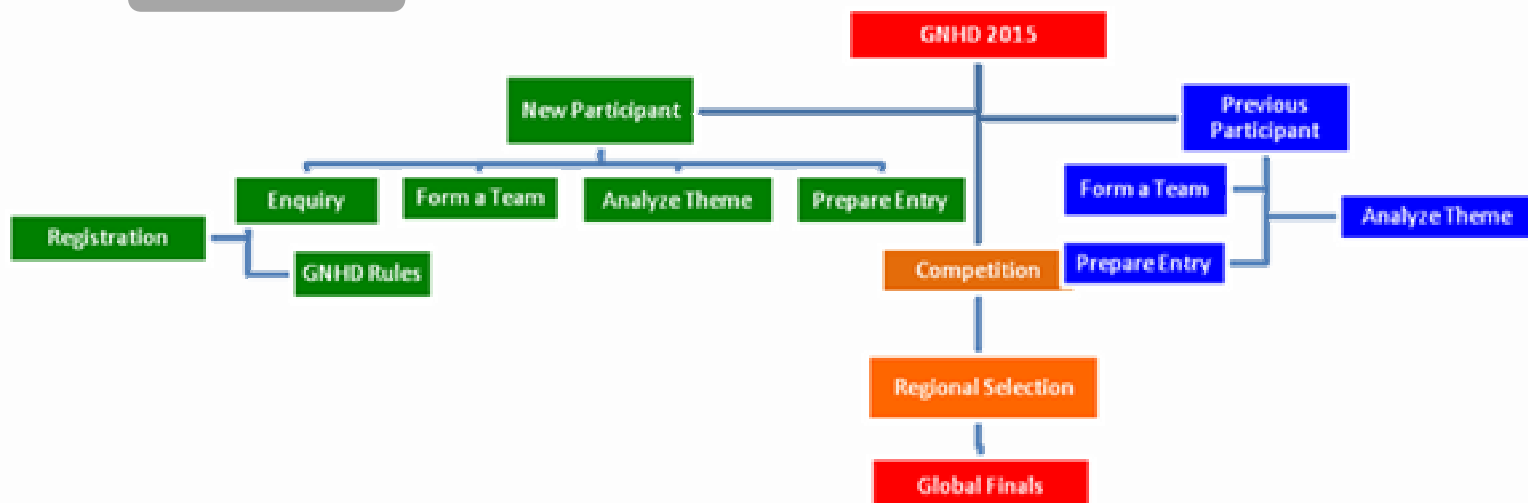 GNHD 2015
New Participant
Previous
Participant
Enquiry
Form a Team
Analyze Theme
Prepare Entry
Form a Team
Analyze Theme
Registration
GNHD Rules
Competition
Prepare Entry
Regional Selection
Global Finals